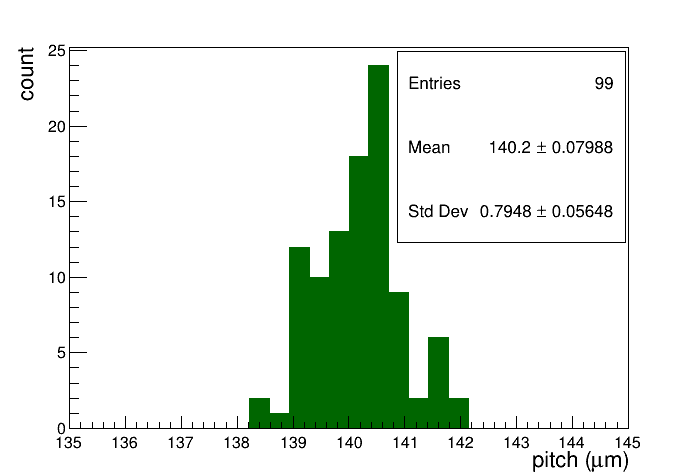 count
25
20
15
10
5
0
Entries 99
Mean 140.2 ± 0.07988
Std Dev 0.7948 ± 0.05648
135 136 137 138 139 140 141 142 143 144 145
pitch (μm)